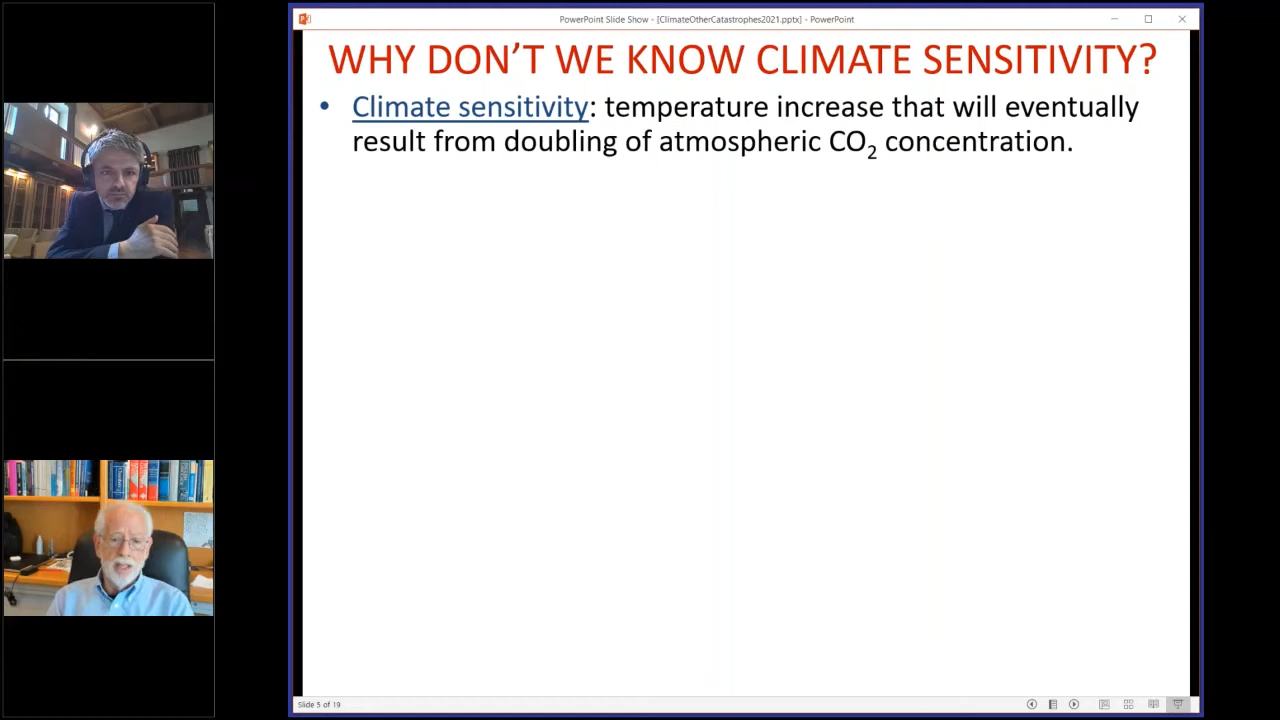 PowerPoint Slide Show - [ClimateOtherCatastrophes2021.pptx] - PowerPoint
WHY DON’T WE KNOW CLIMATE SENSITIVITY?
• Climate sensitivity: temperature increase that will eventually
result from doubling of atmospheric CO₂ concentration.
Slide 5 of 19